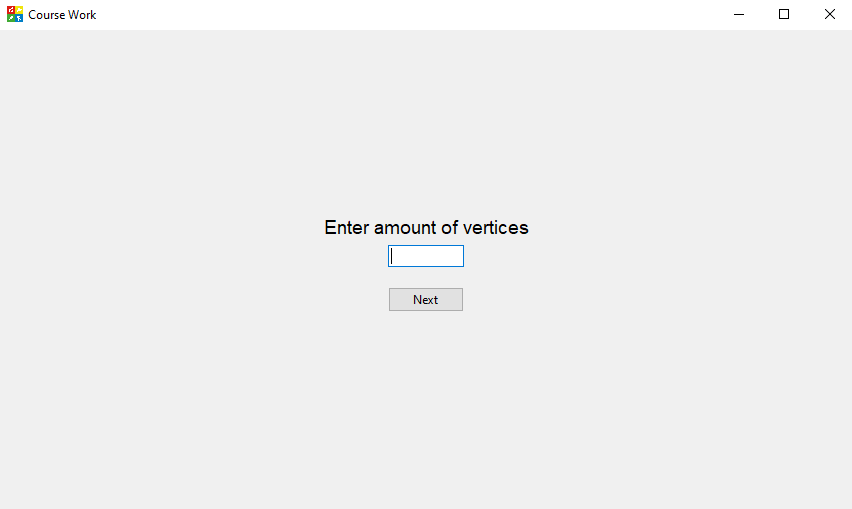 Course Work
Enter amount of vertices
Next